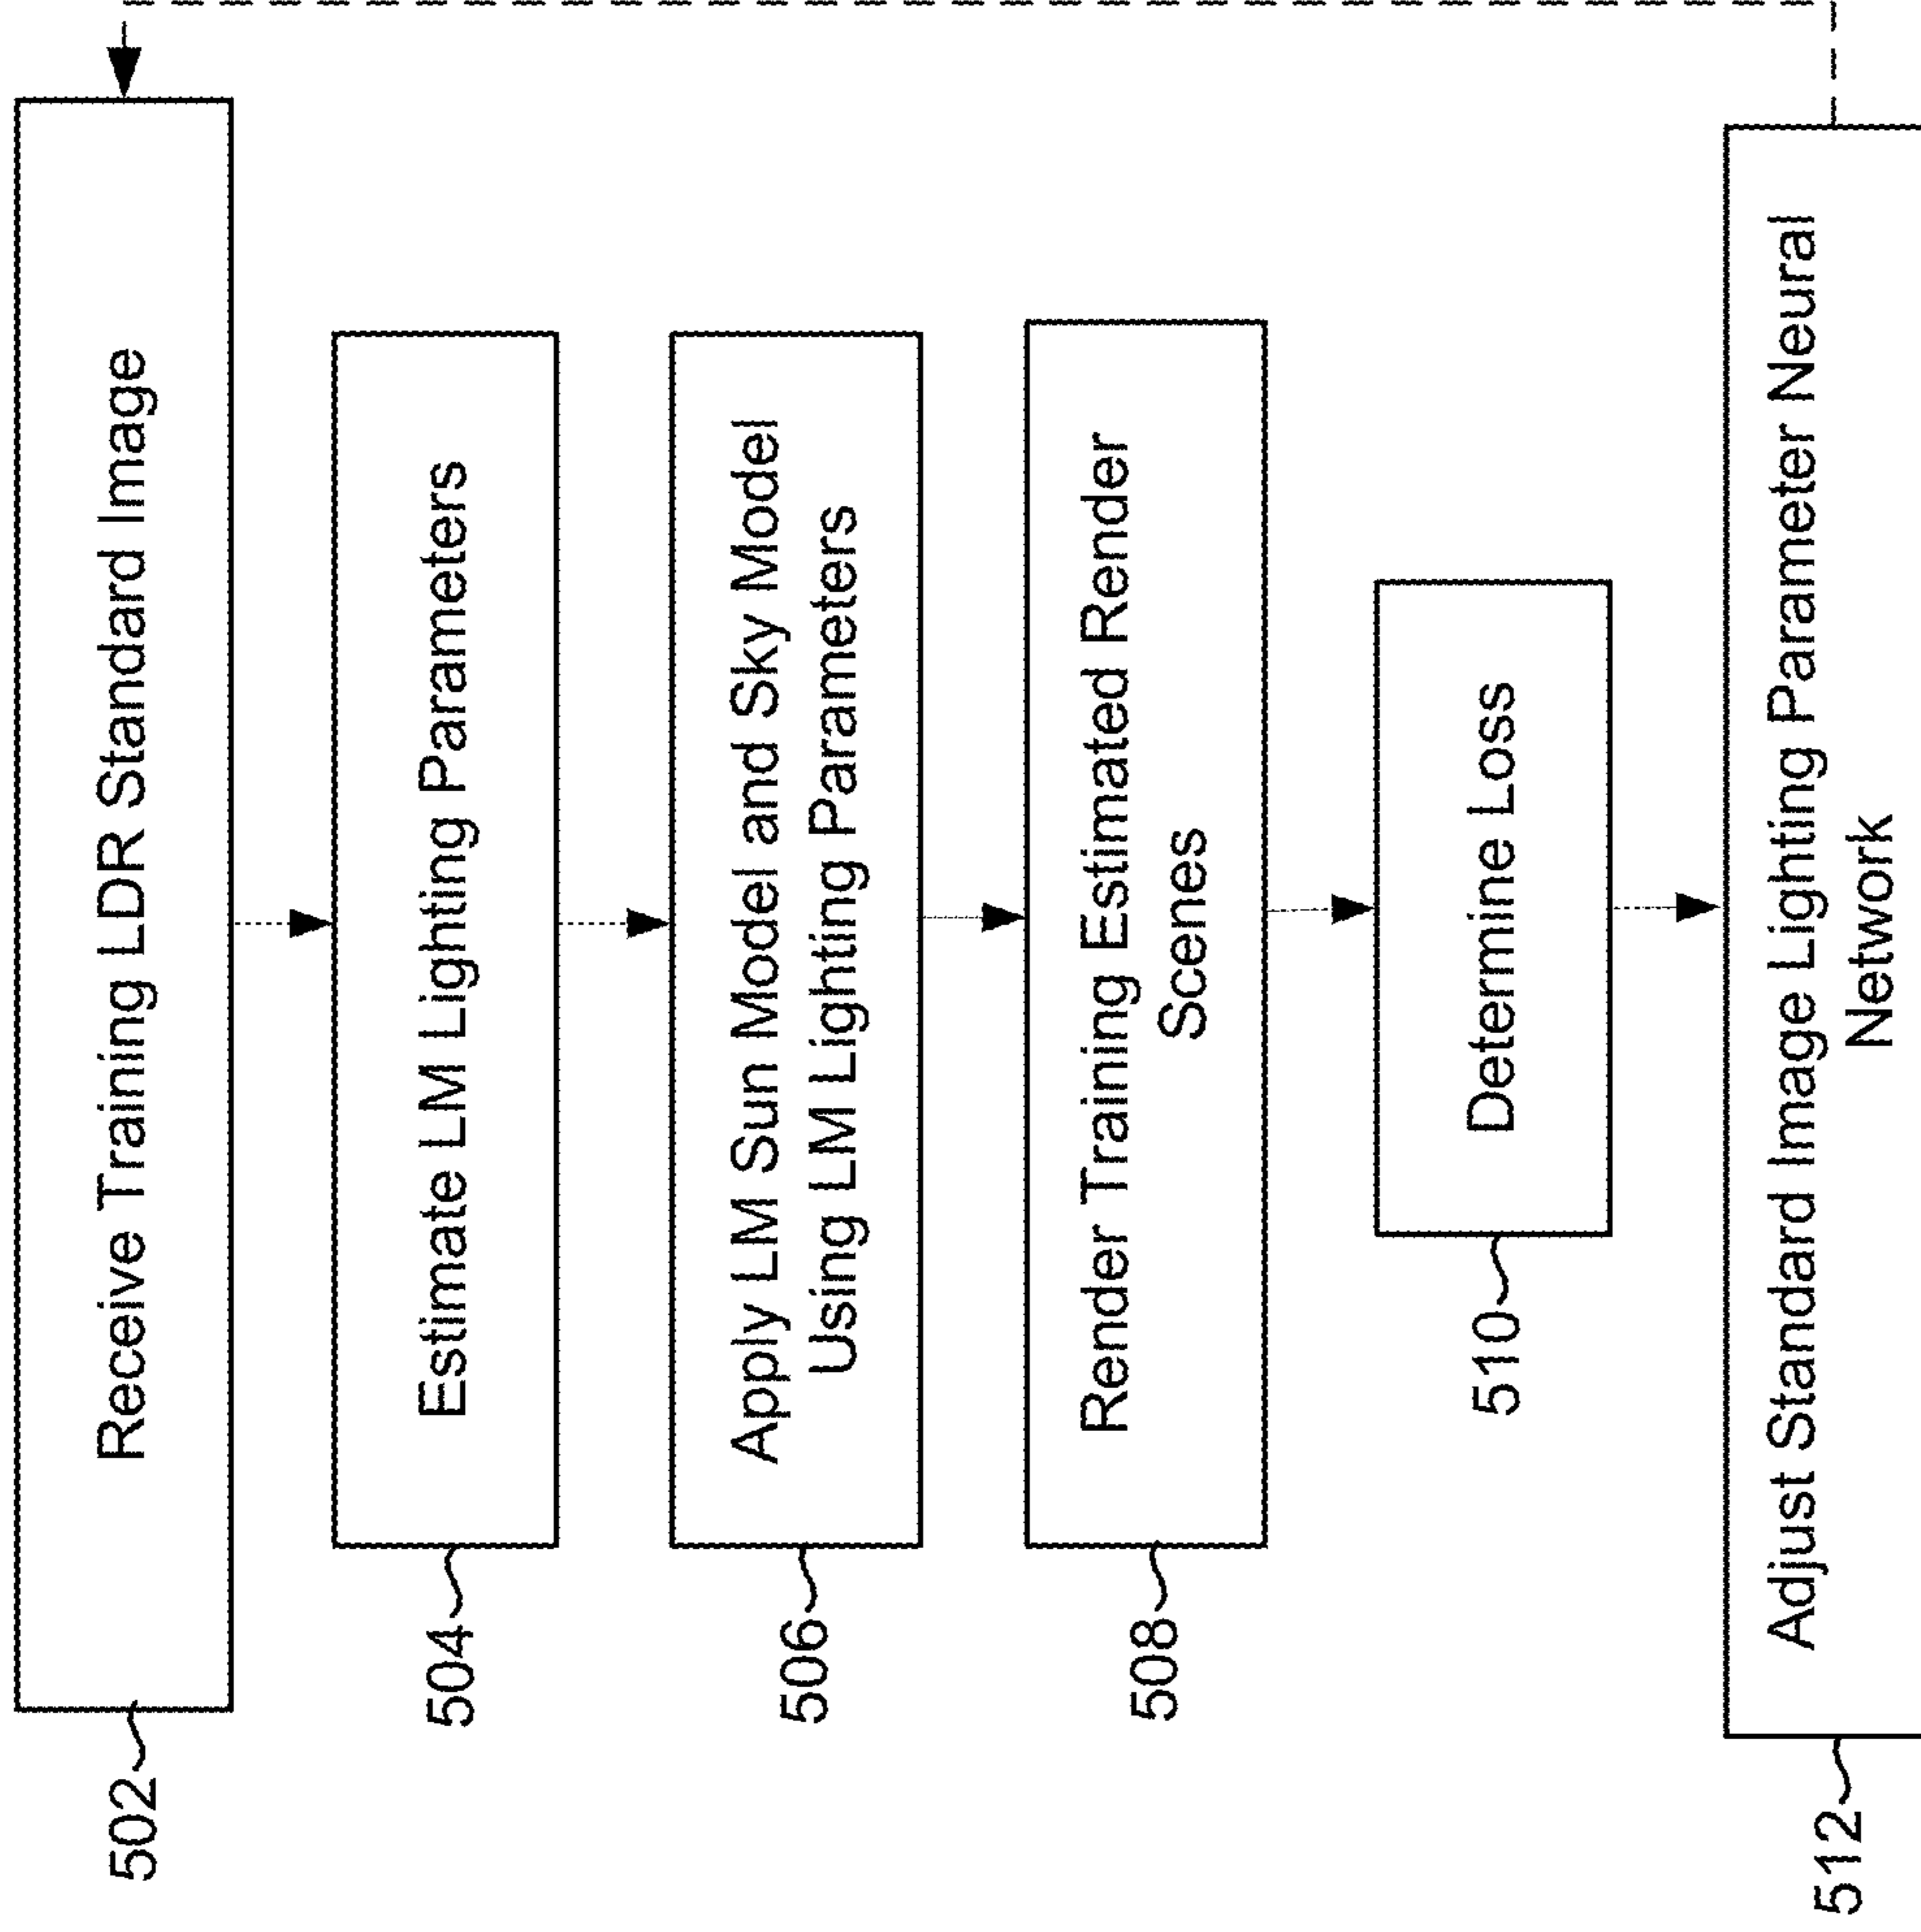 502
Receive Training LDR Standard Image
504
Estimate LM Lighting Parameters
506
Apply LM Sun Model and Sky Model
Using LM Lighting Parameters
508
Render Training Estimated Render
Scenes
510
Determine Loss
512
Adjust Standard Image Lighting Parameter Neural
Network